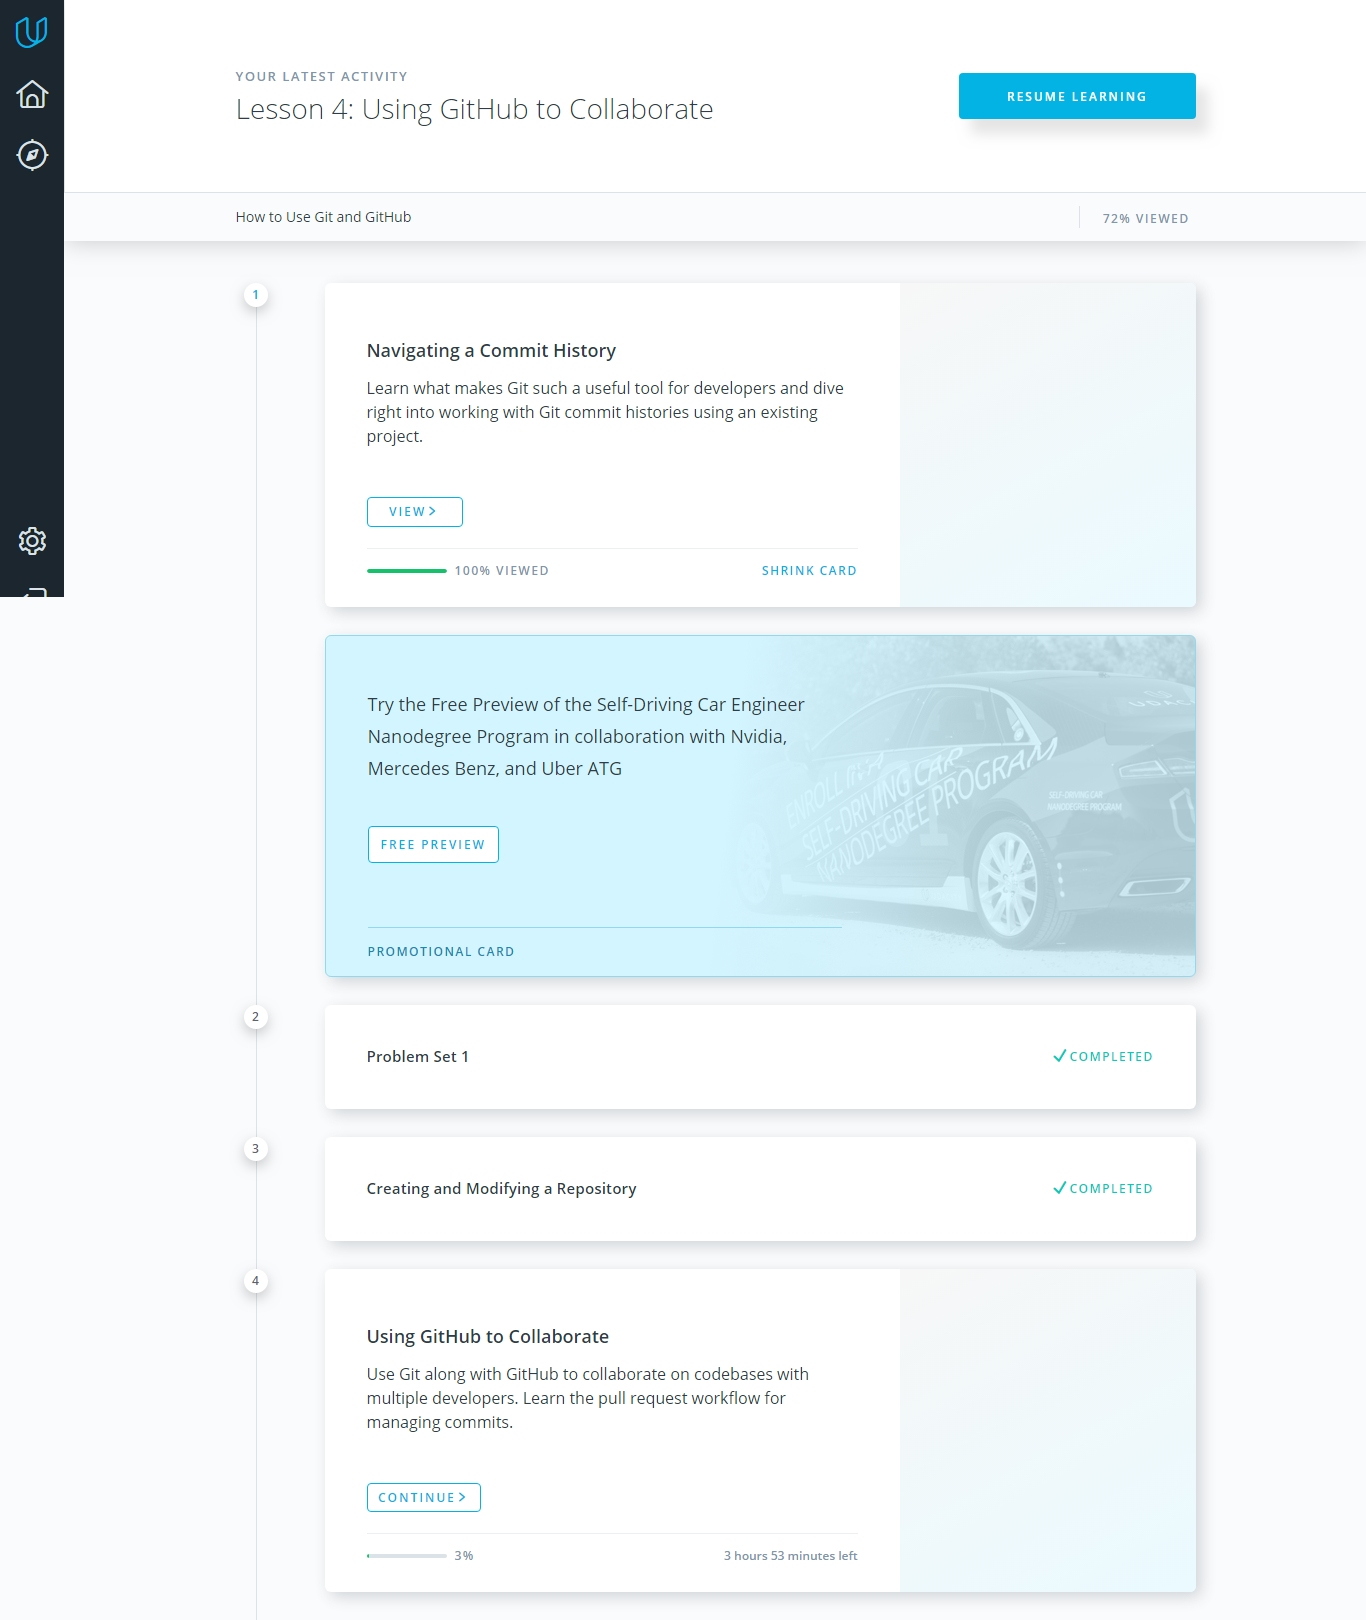 YOUR LATEST ACTIVITY
Lesson 4: Using GitHub to Collaborate
RESUME LEARNING
How to Use Git and GitHub
72% VIEWED
1
Navigating a Commit History
Learn what makes Git such a useful tool for developers and dive
right into working with Git commit histories using an existing
project.
VIEW
100% VIEWED
SHRINK CARD
Try the Free Preview of the Self-Driving Car Engineer
Nanodegree Program in collaboration with Nvidia,
Mercedes Benz, and Uber ATG
ENROLL IN A
SELF-DRIVING CAR
NANODEGREE PROGRAM
SELF-DRIVING CAR
NANODEGREE PROGRAM
FREE PREVIEW
PROMOTIONAL CARD
2
Problem Set 1
COMPLETED
3
Creating and Modifying a Repository
COMPLETED
4
Using GitHub to Collaborate
Use Git along with GitHub to collaborate on codebases with
multiple developers. Learn the pull request workflow for
managing commits.
CONTINUE
3%
3 hours 53 minutes left